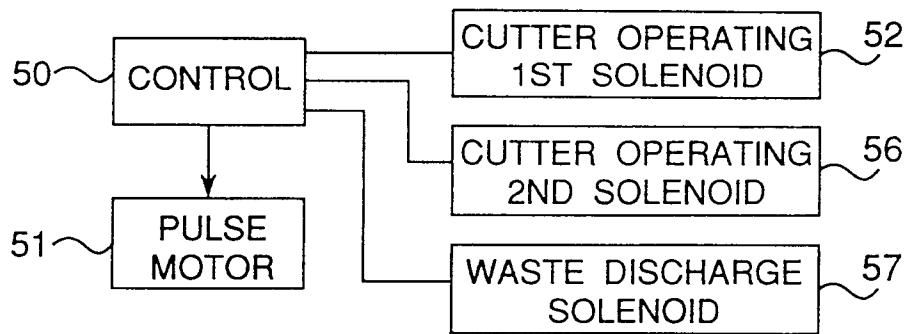 CUTTER OPERATING
1ST SOLENOID
52
50
CONTROL
CUTTER OPERATING
2ND SOLENOID
56
51
PULSE
MOTOR
WASTE DISCHARGE
SOLENOID
57